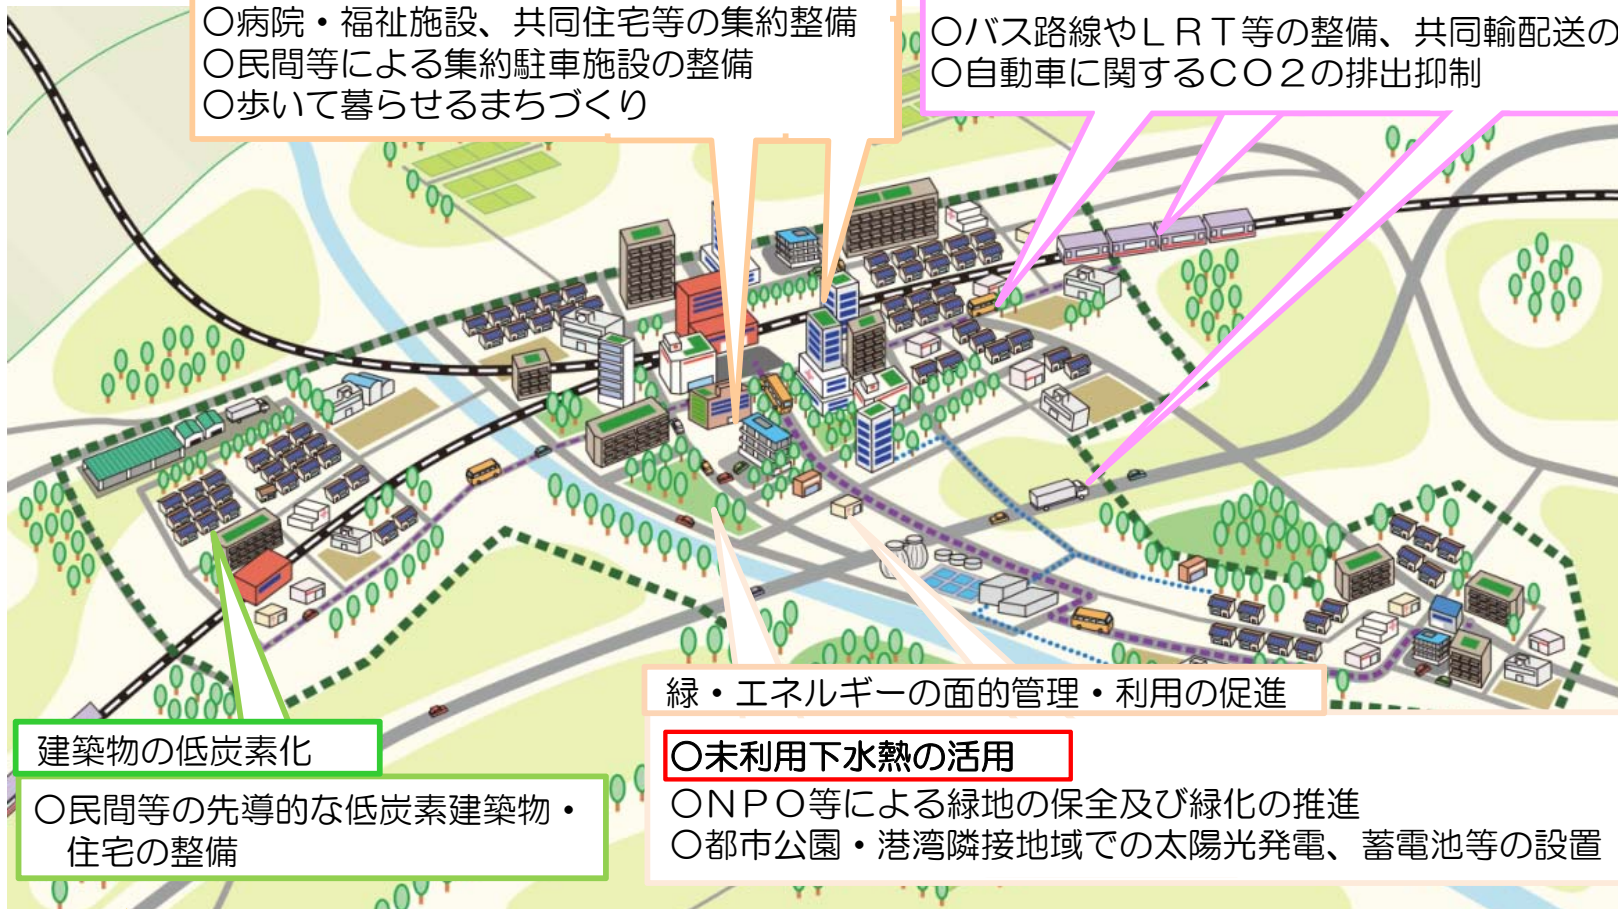 ○病院・福祉施設、共同住宅等の集約整備
○民間等による集約駐車施設の整備
○歩いて暮らせるまちづくり
○バス路線やＬＲＴ等の整備、共同輸配送の
○自動車に関するＣＯ２の排出抑制
緑・エネルギーの面的管理・利用の促進
○未利用下水熱の活用
○ＮＰＯ等による緑地の保全及び緑化の推進
○都市公園・港湾隣接地域での太陽光発電、蓄電池等の設置
建築物の低炭素化
○民間等の先導的な低炭素建築物・
住宅の整備